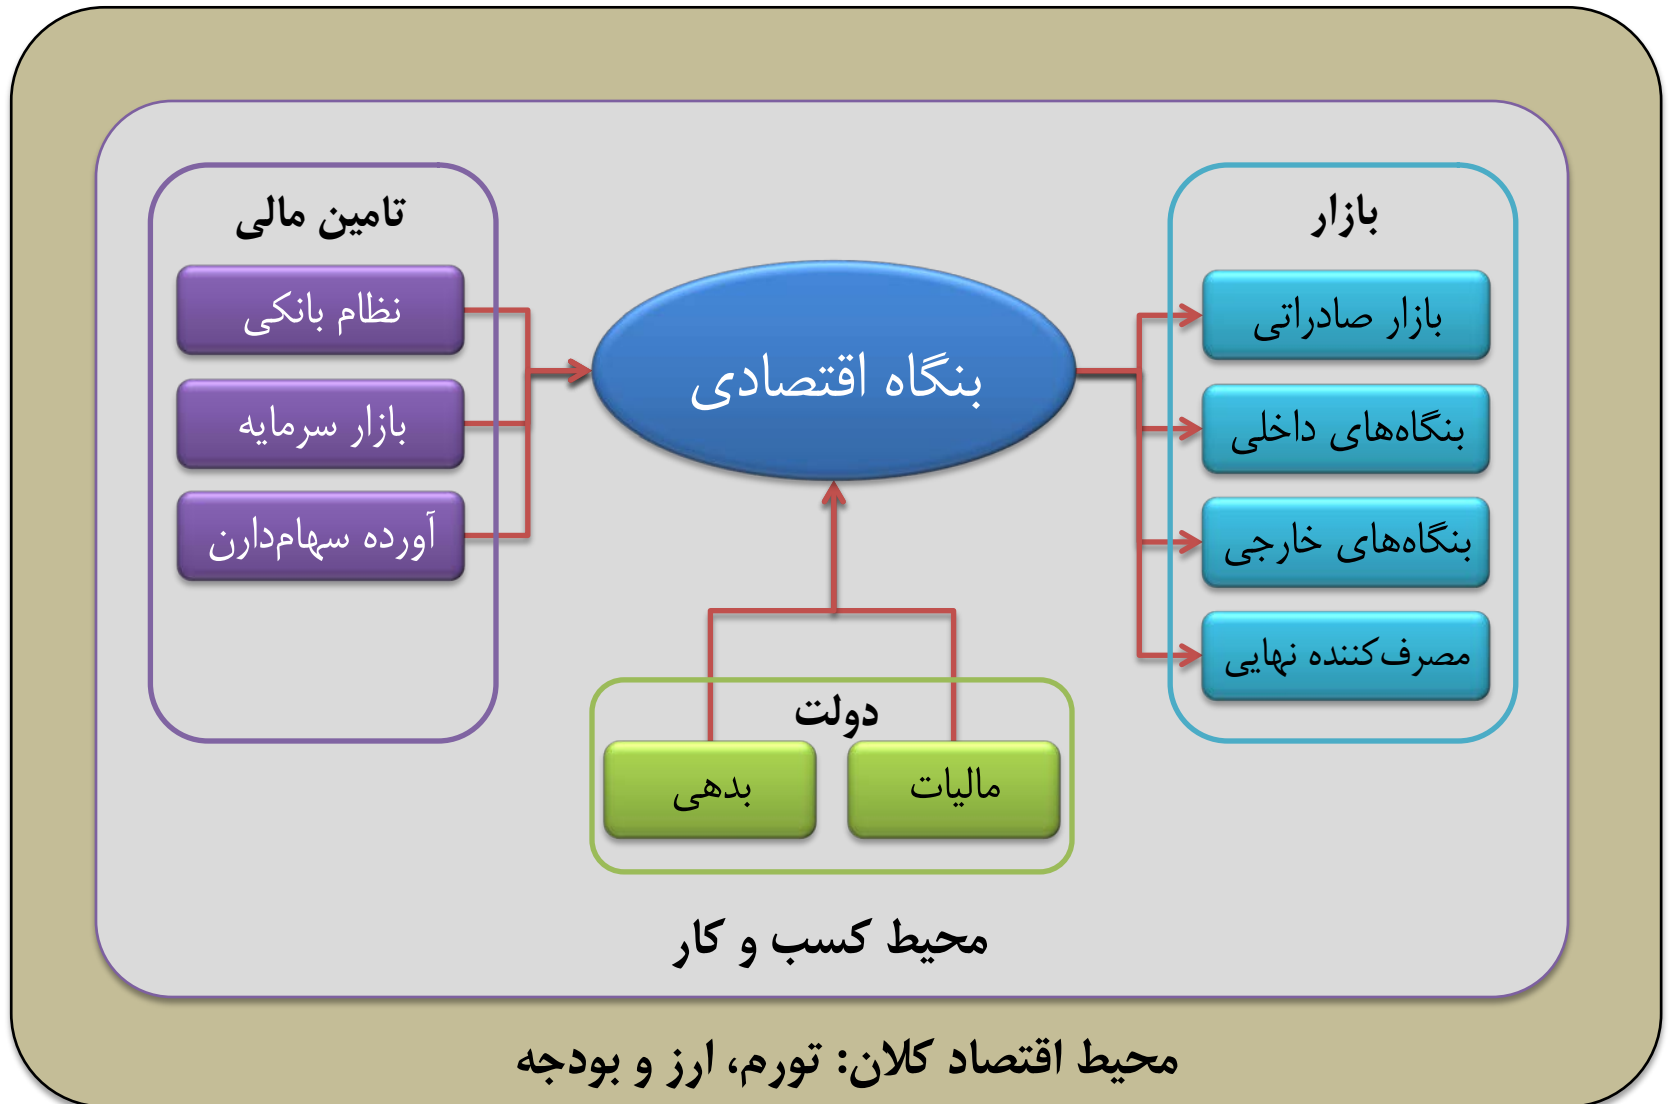 بازار
بازار صادراتی
بنگاه‌های داخلی
بنگاه‌های خارجی
مصرف‌کننده نهایی
بنگاه اقتصادی
تامین مالی
نظام بانکی
بازار سرمایه
آورده سهام‌دارن
دولت
مالیات
بدهی
محیط کسب و کار
محیط اقتصاد کلان: تورم، ارز و بودجه